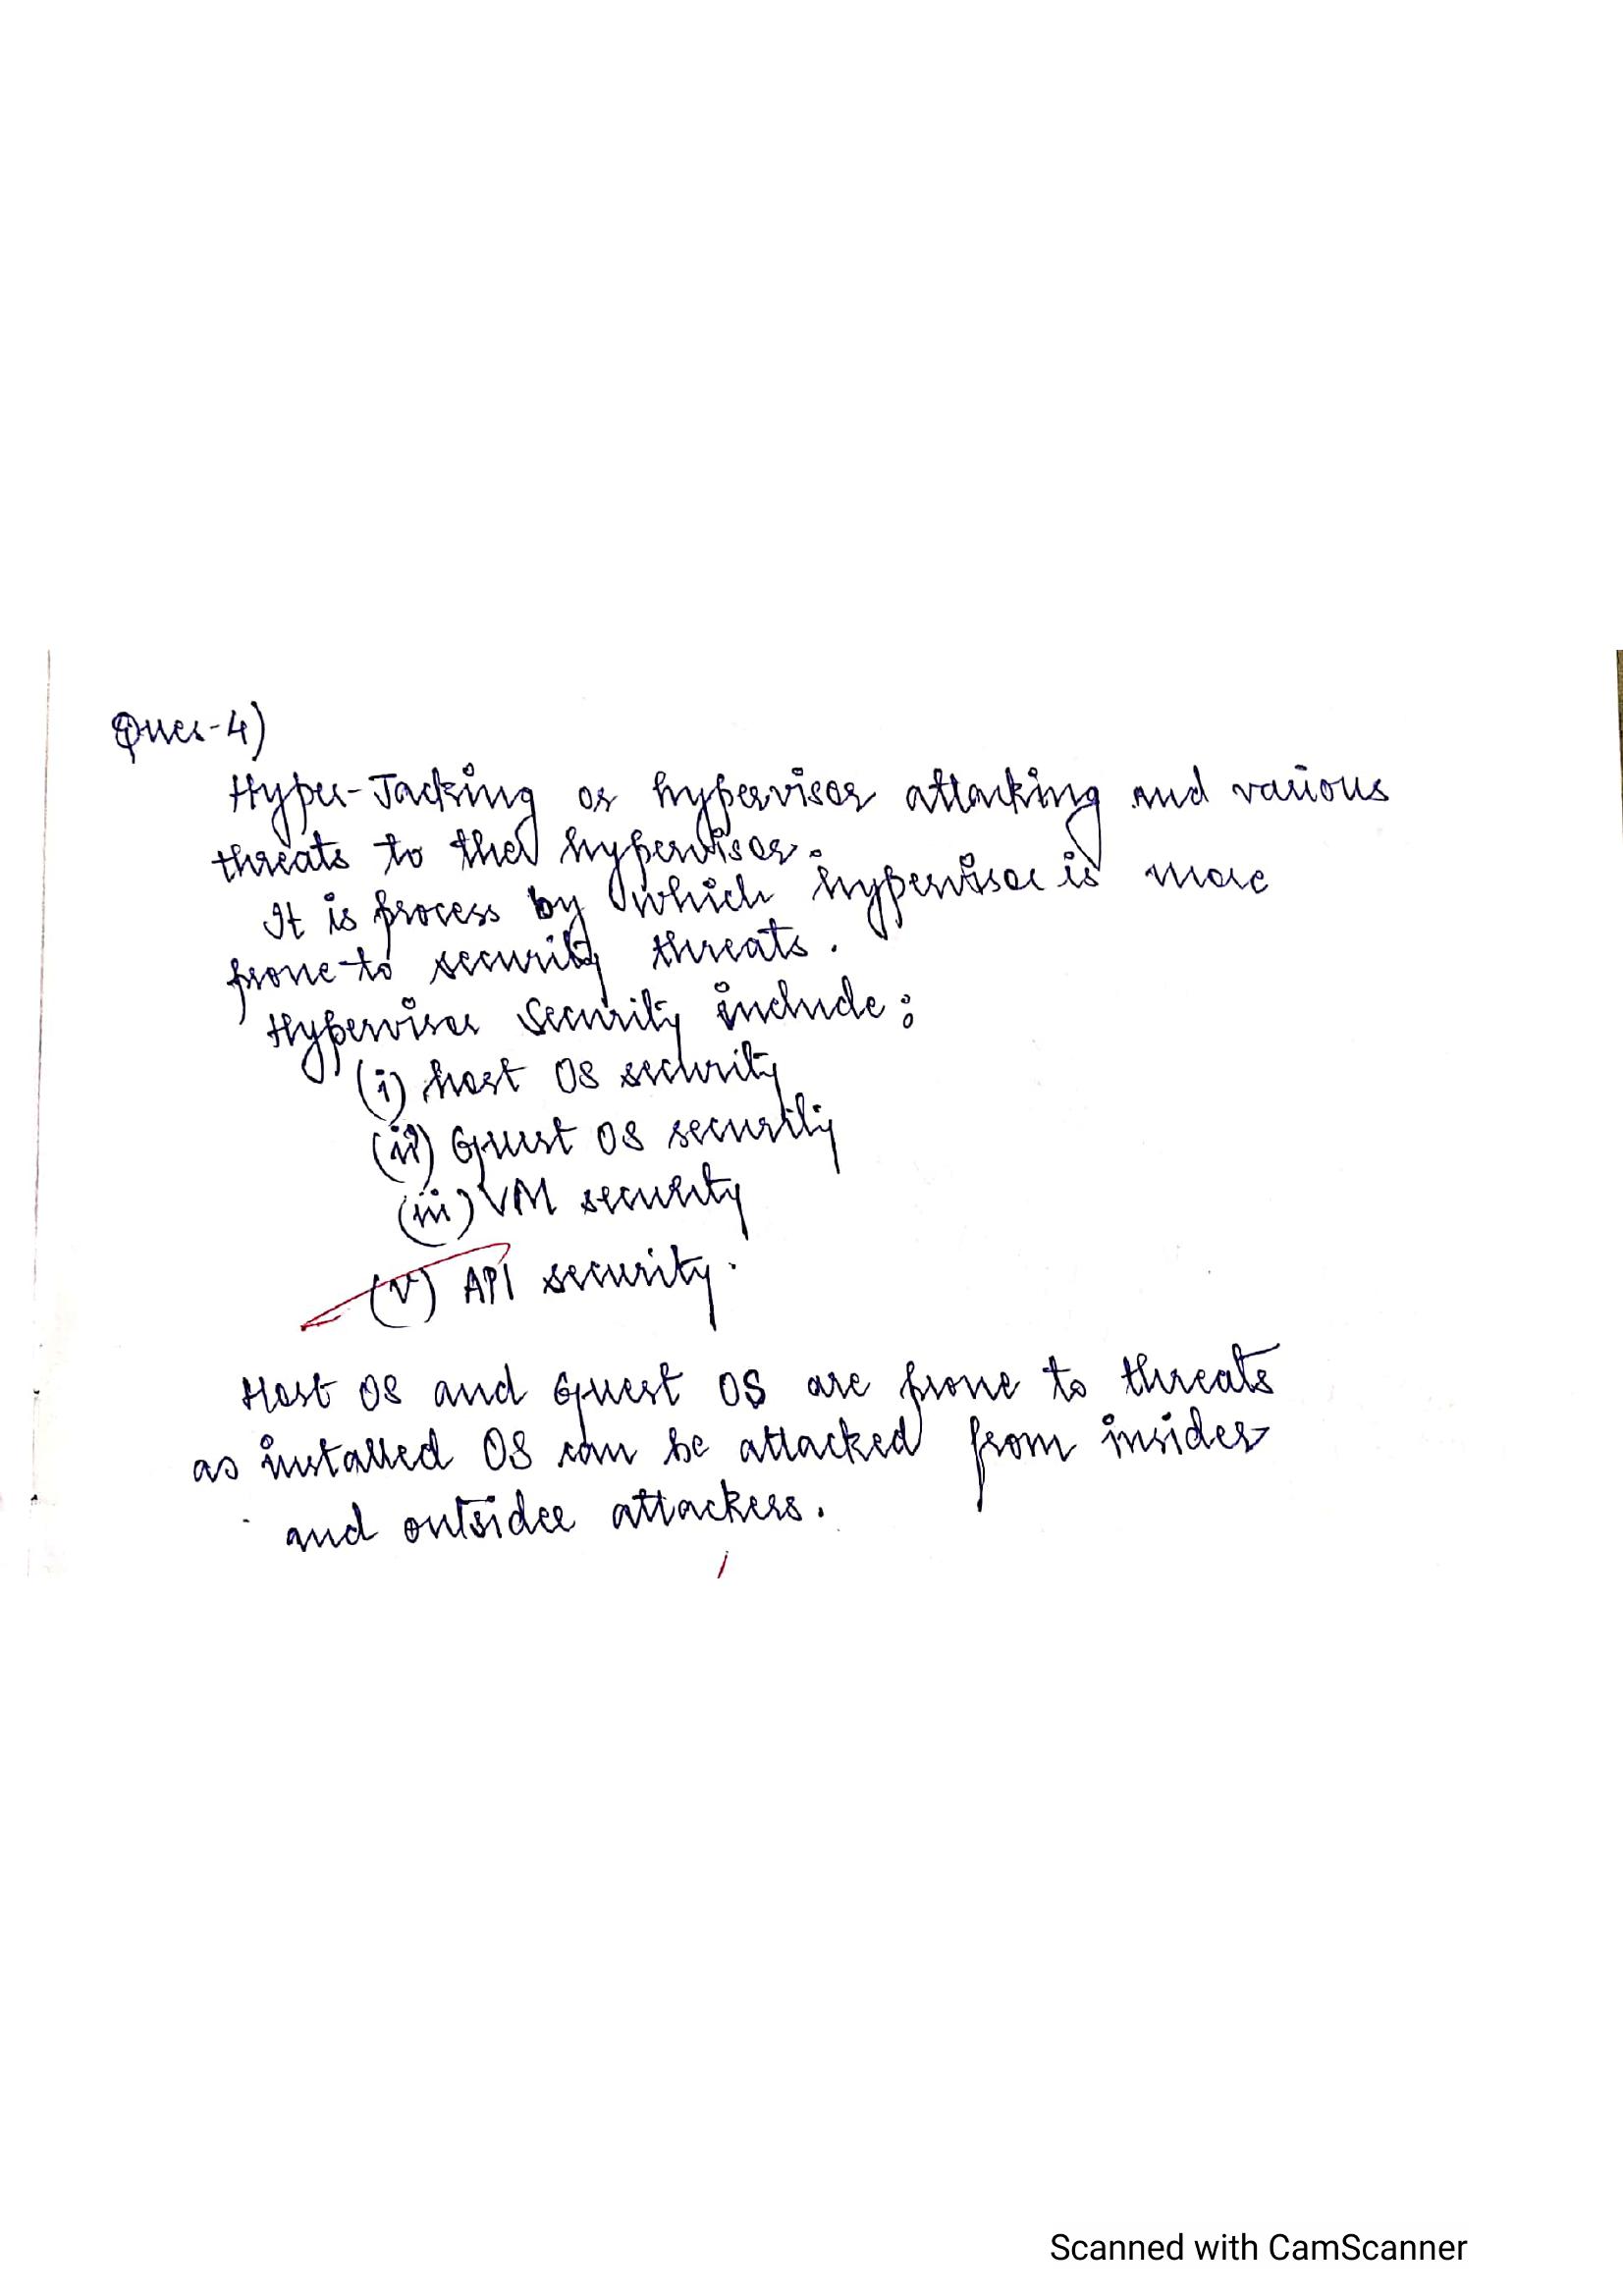 Ques-4)
Hyper-Jacking or hypervisor attacking and various
threats to the hypervisor.
It is process by which hypervisor is more
prone to security threats.
Hypervisor Security include:
(i) host OS security
(ii) Guest OS security
(iii) VM security
(v) API security.
Host OS and Guest OS are prone to threats
as installed OS can be attacked from insider
and outsider attackers.
Scanned with CamScanner